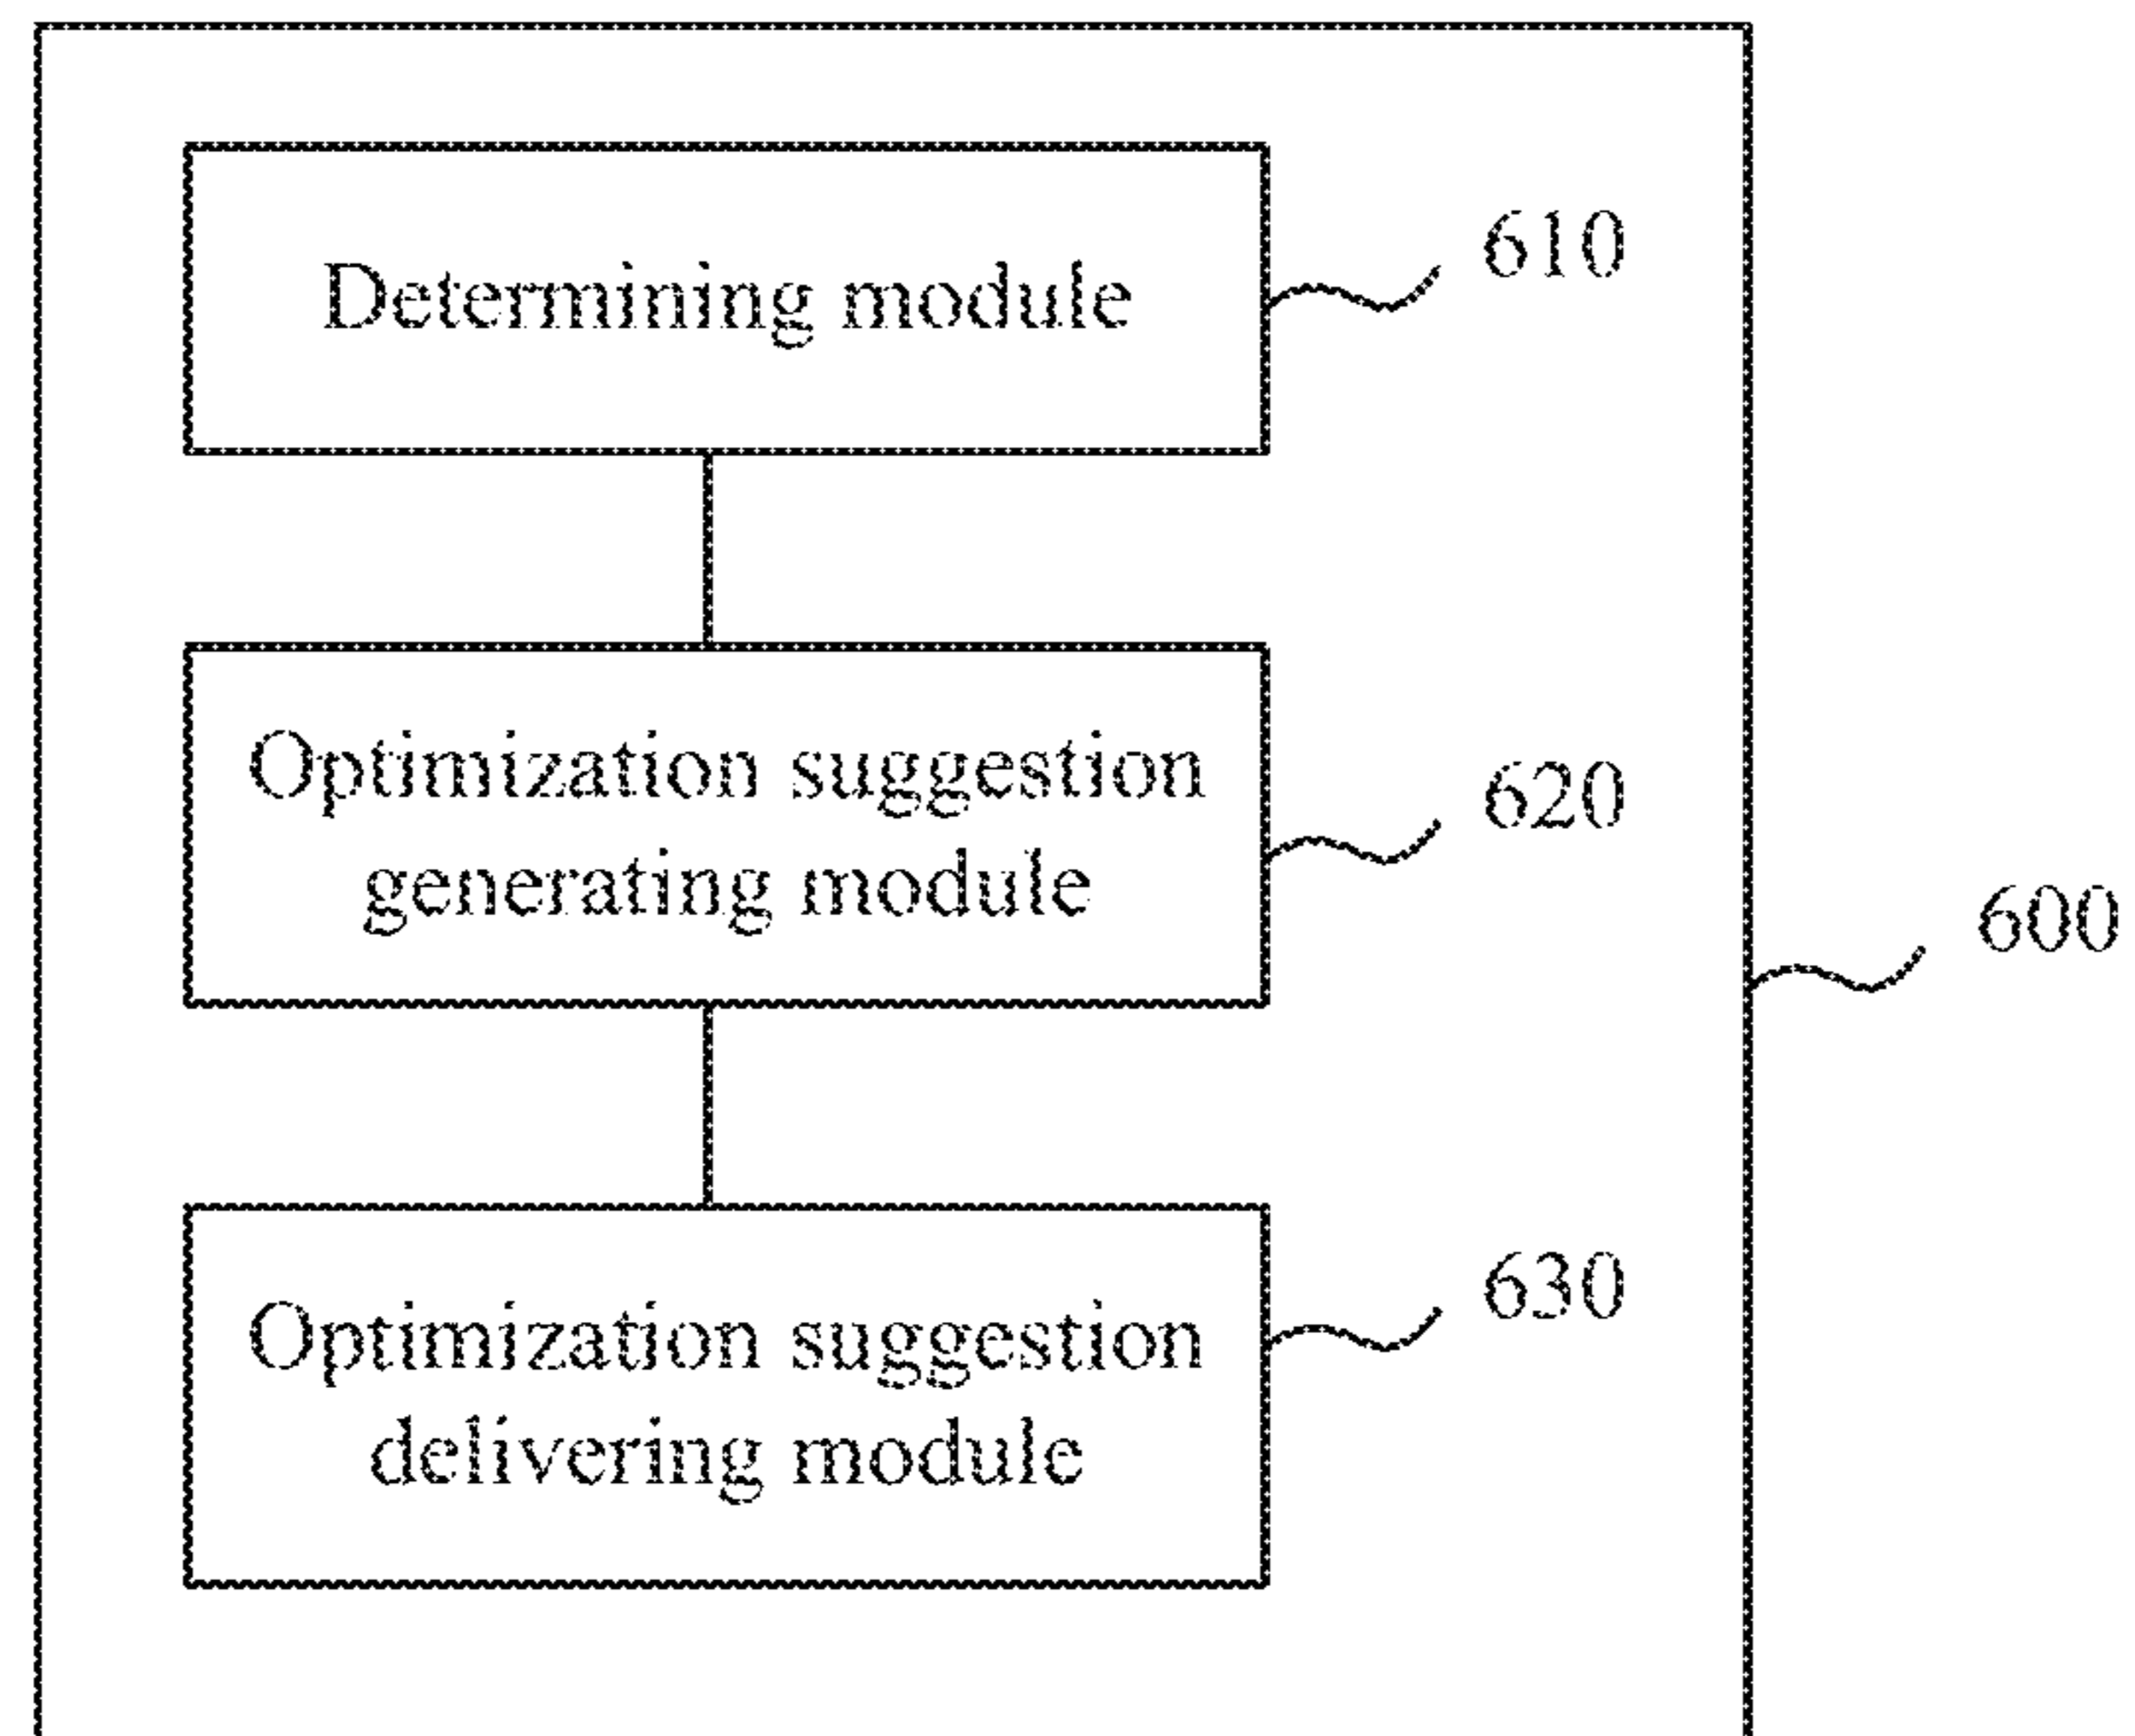 Determining module
610
Optimization suggestion
generating module
620
600
Optimization suggestion
delivering module
630